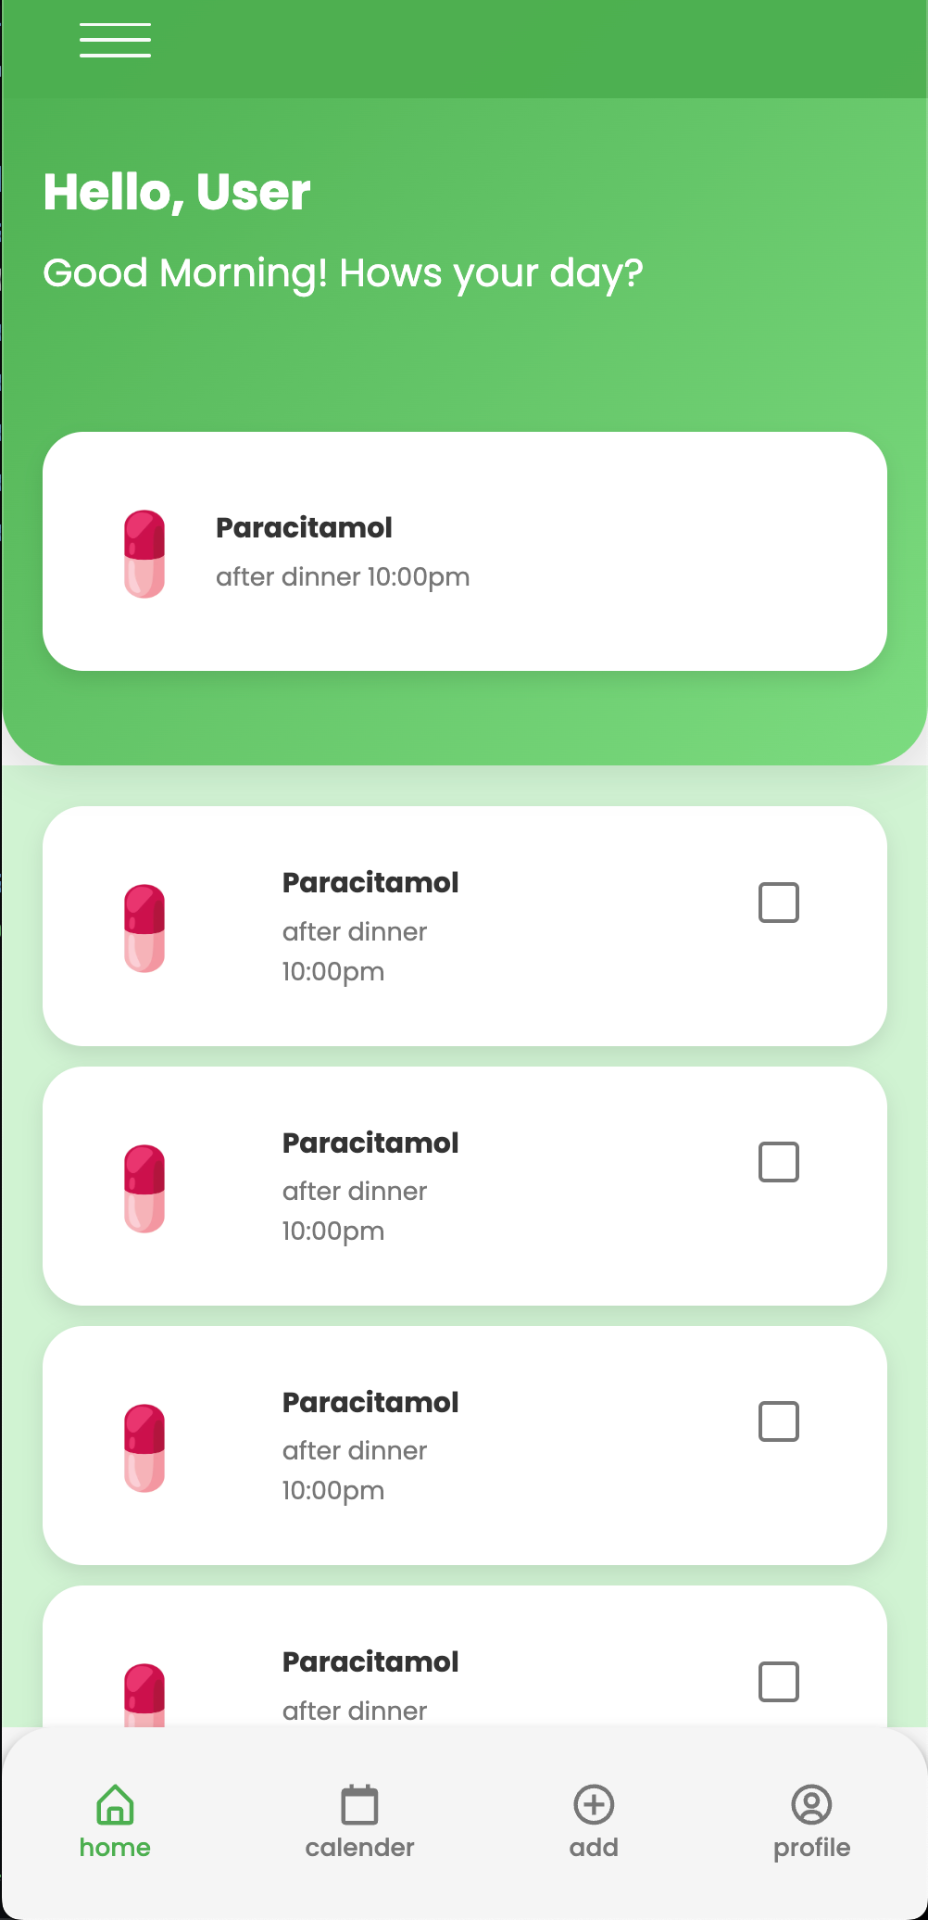 Hello, User
Good Morning! Hows your day?
Paracitamol
after dinner 10:00pm
Paracitamol
after dinner
10:00pm
Paracitamol
after dinner
10:00pm
Paracitamol
after dinner
10:00pm
Paracitamol
after dinner
home
calender
add
profile